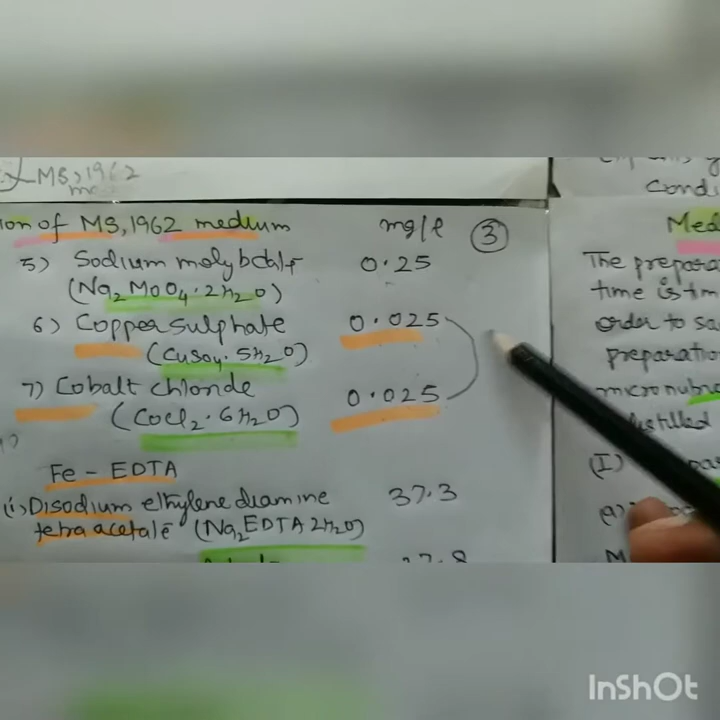 MS, 1962
ion of MS, 1962 medium mg/l ③
5) Sodium molybdate 0.25
(Na2MoO4.2H2O)
6) Copper sulphate 0.025
(CuSO4.5H2O)
7) Cobalt chloride 0.025
(CoCl2.6H2O)
Fe-EDTA
(i) Disodium ethylene diamine 37.3
tetra acetate (Na2EDTA 2H2O)
condi
Med
The prepara
time is tim
order to sa
preparatio
micronutri
(I)
(a)
M
InShOt